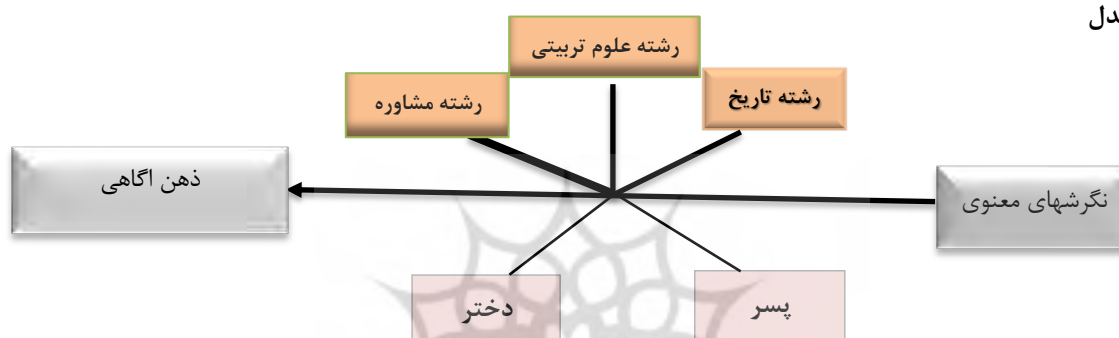 دل
رشته علوم تربیتی
رشته تاریخ
رشته مشاوره
نگرشهای معنوی
ذهن اگاهی
پسر
دختر